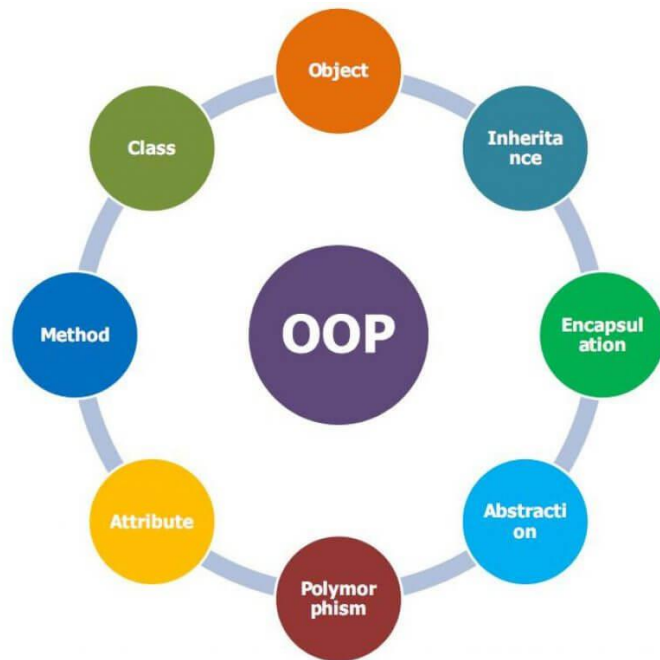 Object
Inherita
nce
Encapsul
ation
Abstracti
on
Polymor
phism
Attribute
Method
Class
OOP